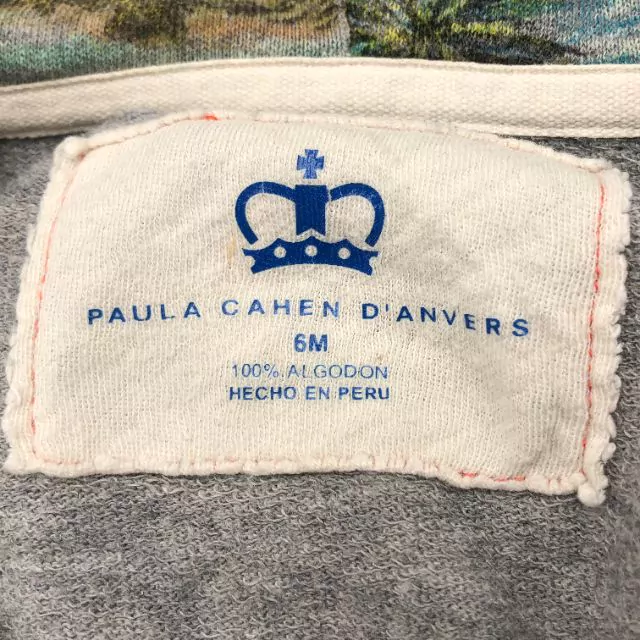 PAULA CAHEN D'ANVERS
6M
100% ALGODON
HECHO EN PERU